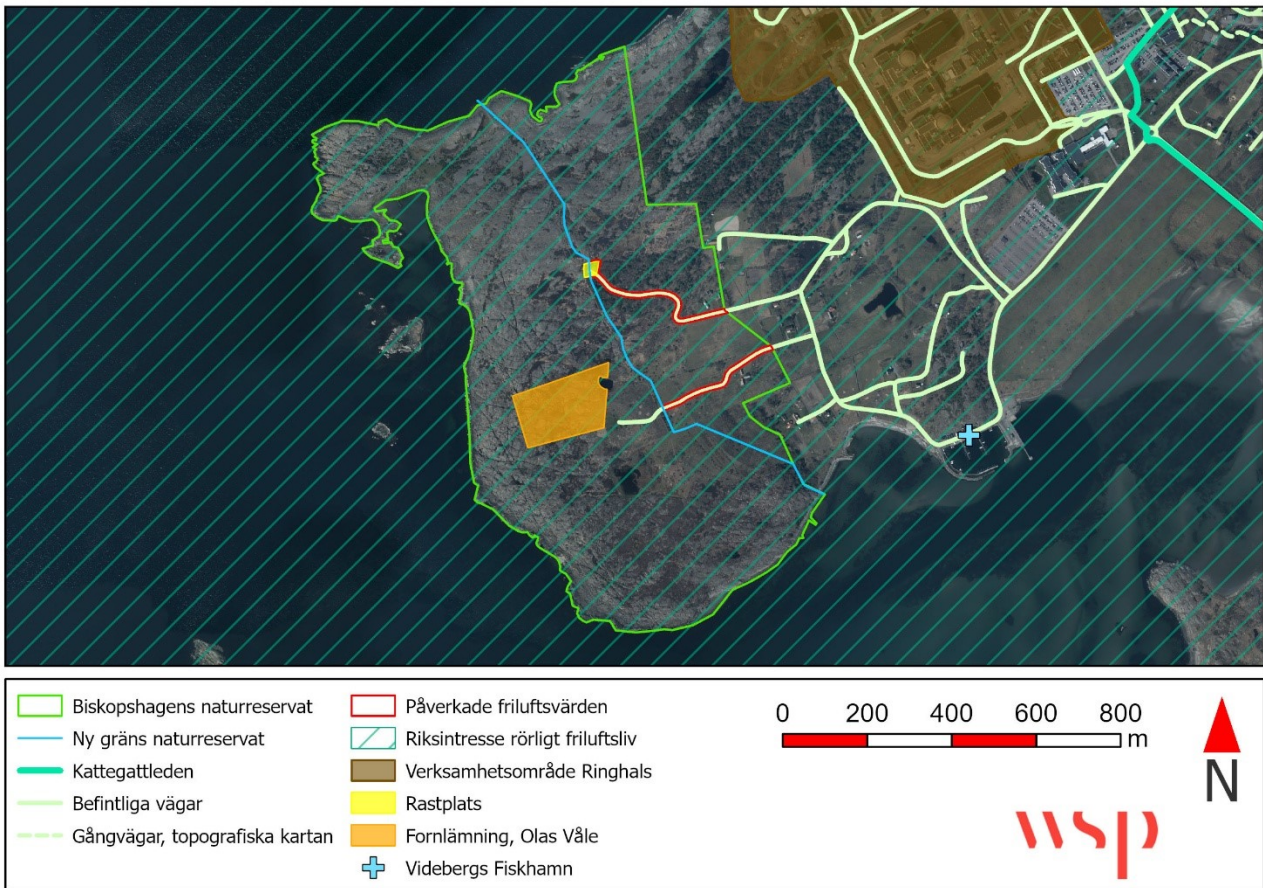 Biskopshagens naturreservat
Ny gräns naturreservat
Kattegattleden
Befintliga vägar
Gångvägar, topografiska kartan
Påverkade friluftsvärden
Riksintresse rörligt friluftsliv
Verksamhetsområde Ringhals
Rastplats
Fornlämning, Olas Våle
Videbergs Fiskhamn
0 200 400 600 800
m
N
wsp